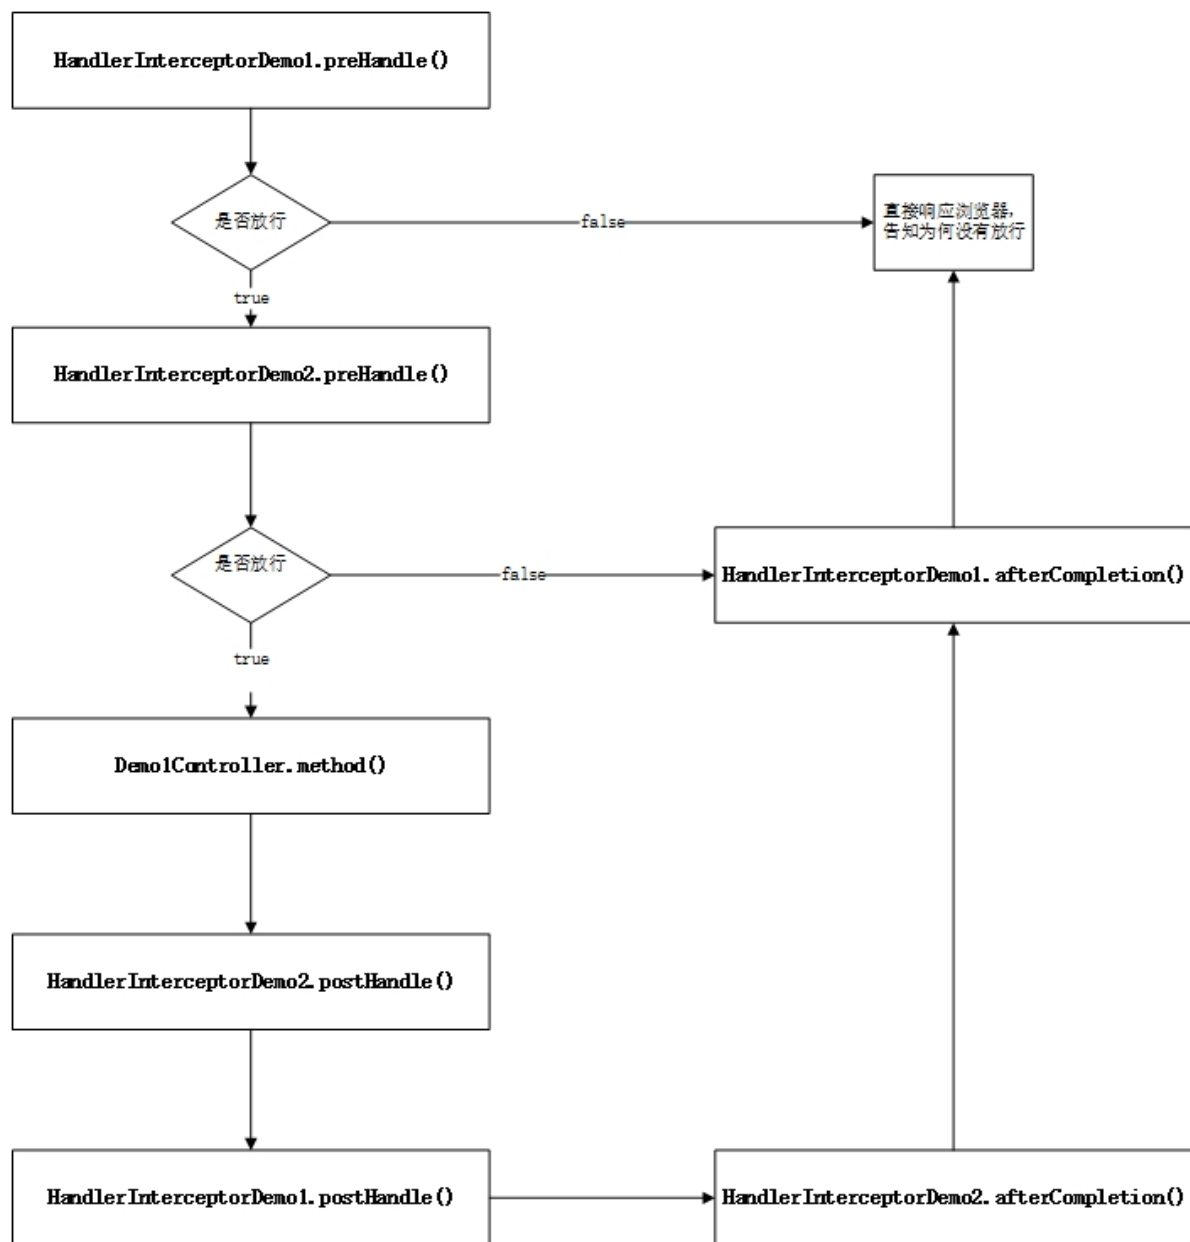 HandlerInterceptorDemo1.preHandle()
是否放行
false
直接响应浏览器，
告知为何没有放行
true
HandlerInterceptorDemo2.preHandle()
是否放行
false
HandlerInterceptorDemo1.afterCompletion()
true
Demo1Controller.method()
HandlerInterceptorDemo2.postHandle()
HandlerInterceptorDemo1.postHandle()
HandlerInterceptorDemo2.afterCompletion()